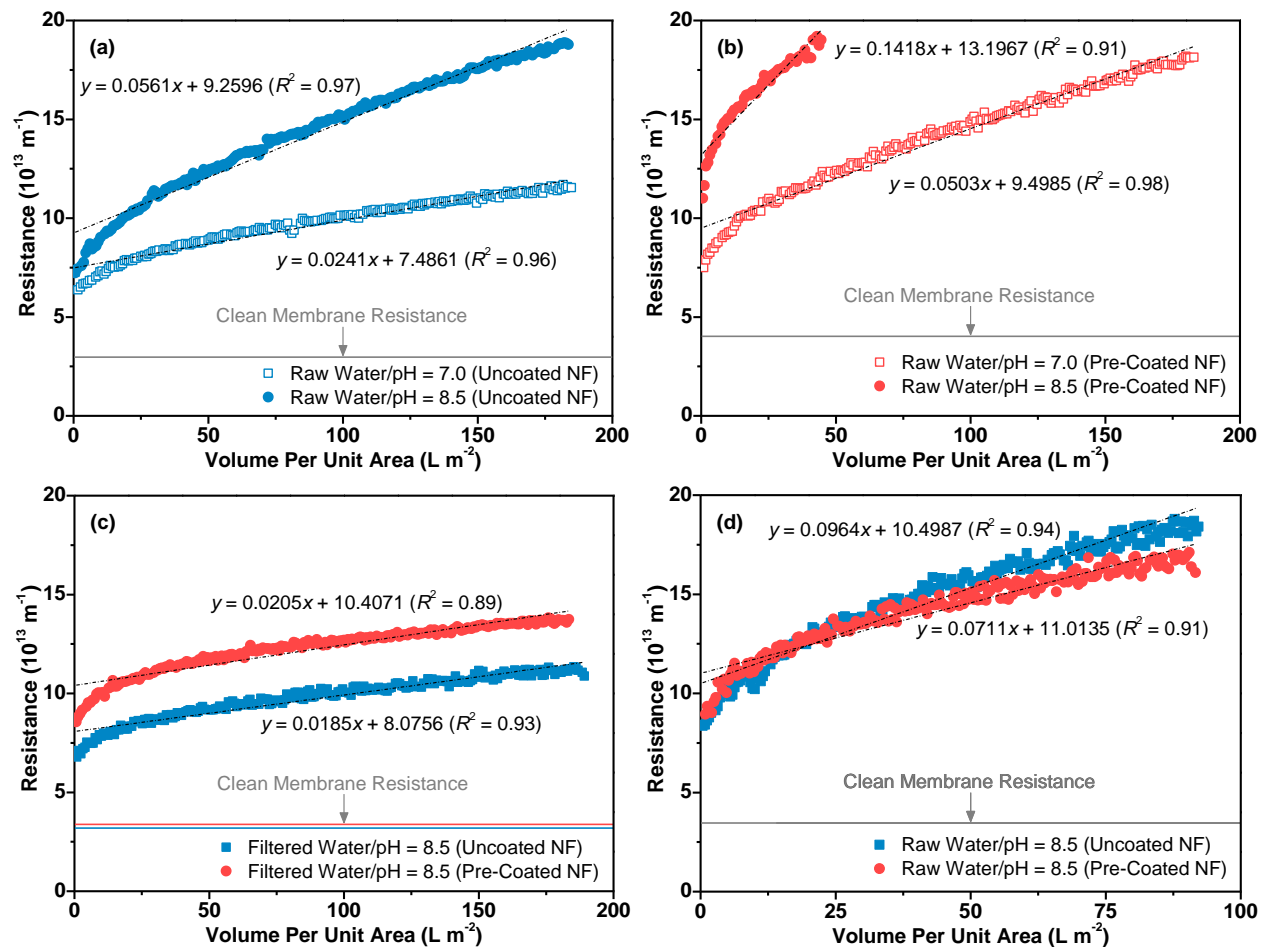 (a)
y = 0.0561x + 9.2596 (R² = 0.97)
y = 0.0241x + 7.4861 (R² = 0.96)
Clean Membrane Resistance
Raw Water/pH = 7.0 (Uncoated NF)
Raw Water/pH = 8.5 (Uncoated NF)
20
15
10
5
0
Resistance (10¹³ m⁻¹)
0 50 100 150 200
Volume Per Unit Area (L m⁻²)
(b)
y = 0.1418x + 13.1967 (R² = 0.91)
y = 0.0503x + 9.4985 (R² = 0.98)
Clean Membrane Resistance
Raw Water/pH = 7.0 (Pre-Coated NF)
Raw Water/pH = 8.5 (Pre-Coated NF)
20
15
10
5
0
Resistance (10¹³ m⁻¹)
0 50 100 150 200
Volume Per Unit Area (L m⁻²)
(c)
y = 0.0205x + 10.4071 (R² = 0.89)
y = 0.0185x + 8.0756 (R² = 0.93)
Clean Membrane Resistance
Filtered Water/pH = 8.5 (Uncoated NF)
Filtered Water/pH = 8.5 (Pre-Coated NF)
20
15
10
5
0
Resistance (10¹³ m⁻¹)
0 50 100 150 200
Volume Per Unit Area (L m⁻²)
(d)
y = 0.0964x + 10.4987 (R² = 0.94)
y = 0.0711x + 11.0135 (R² = 0.91)
Clean Membrane Resistance
Raw Water/pH = 8.5 (Uncoated NF)
Raw Water/pH = 8.5 (Pre-Coated NF)
20
15
10
5
0
Resistance (10¹³ m⁻¹)
0 25 50 75 100
Volume Per Unit Area (L m⁻²)